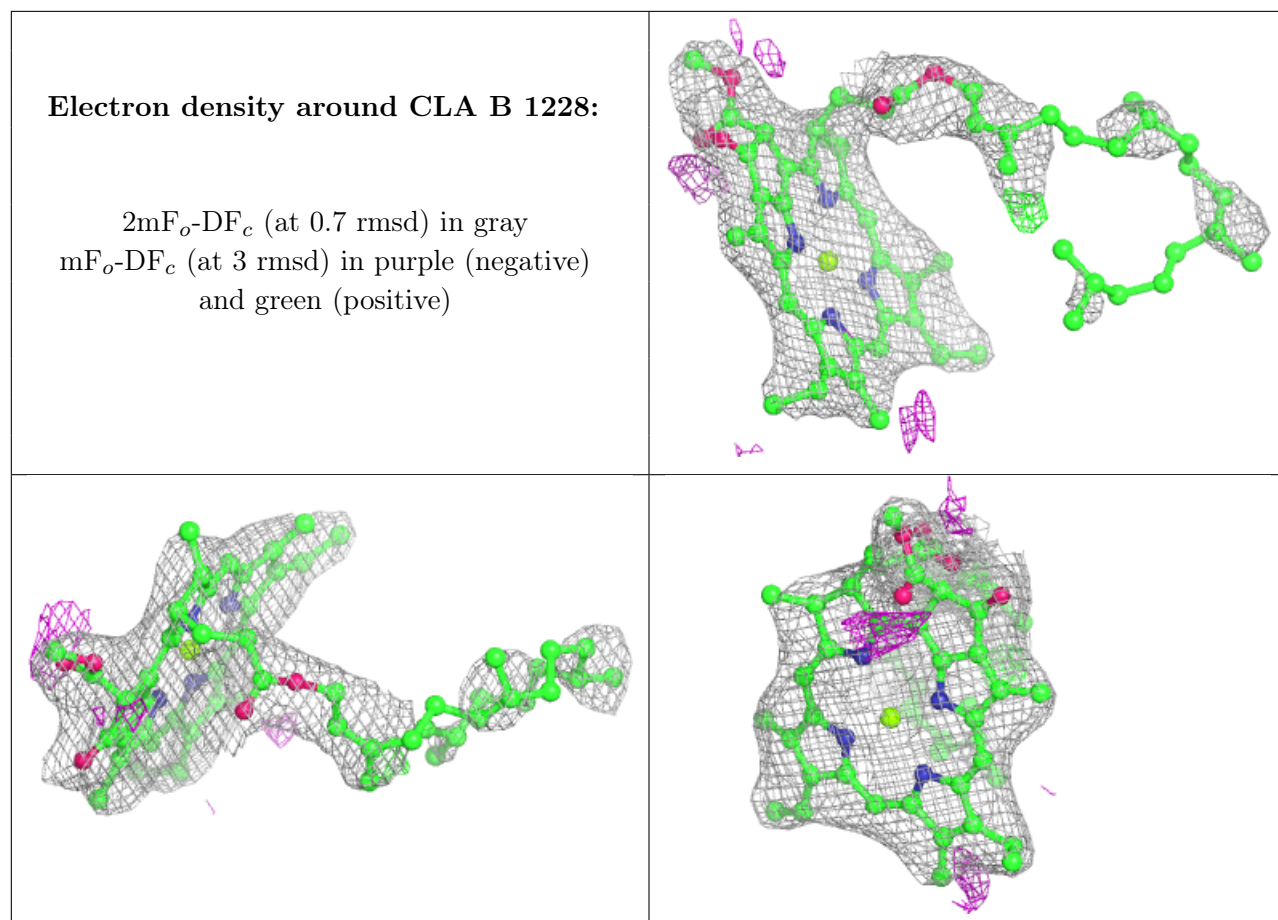 Electron density around CLA B 1228:
2mFₒ-DF𝒸 (at 0.7 rmsd) in gray
mFₒ-DF𝒸 (at 3 rmsd) in purple (negative)
and green (positive)